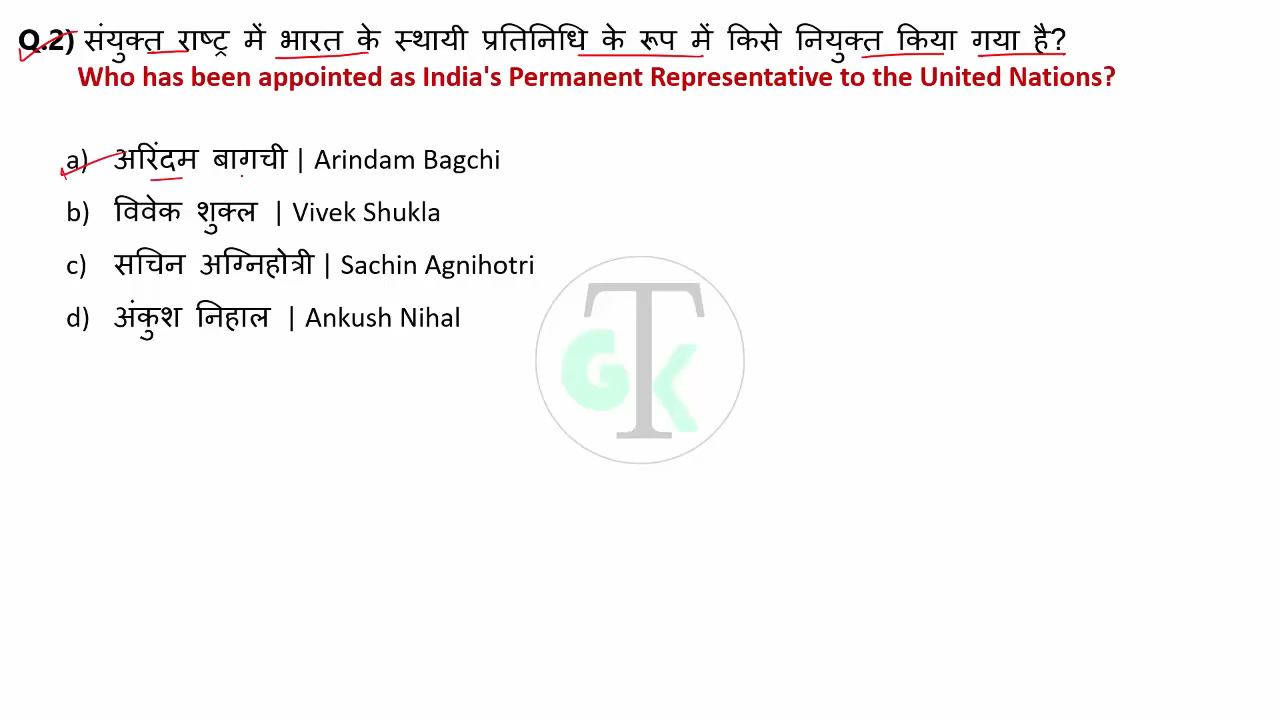 Q.2) संयुक्त राष्ट्र में भारत के स्थायी प्रतिनिधि के रूप में किसे नियुक्त किया गया है?
Who has been appointed as India's Permanent Representative to the United Nations?
a) अरिंदम बागची | Arindam Bagchi
b) विवेक शुक्ल | Vivek Shukla
c) सचिन अग्निहोत्री | Sachin Agnihotri
d) अंकुश निहाल | Ankush Nihal
GTK